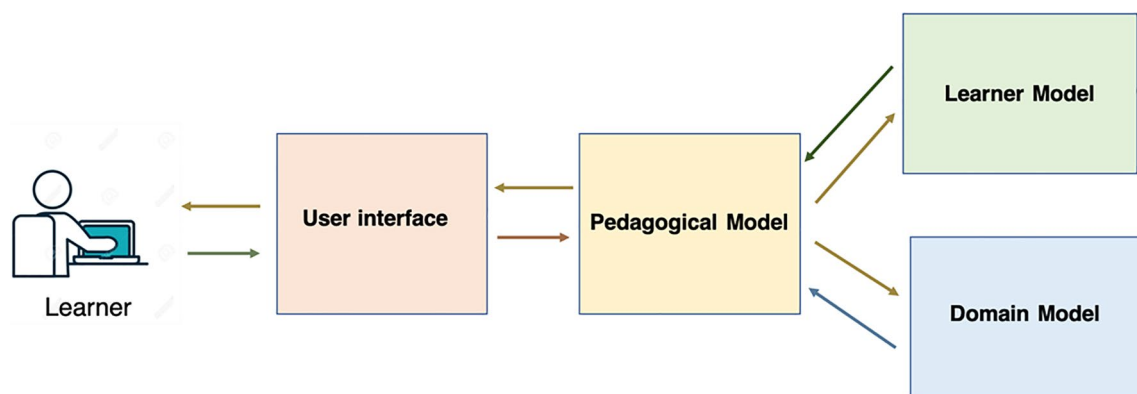 Learner Model
User interface
Pedagogical Model
Learner
Domain Model